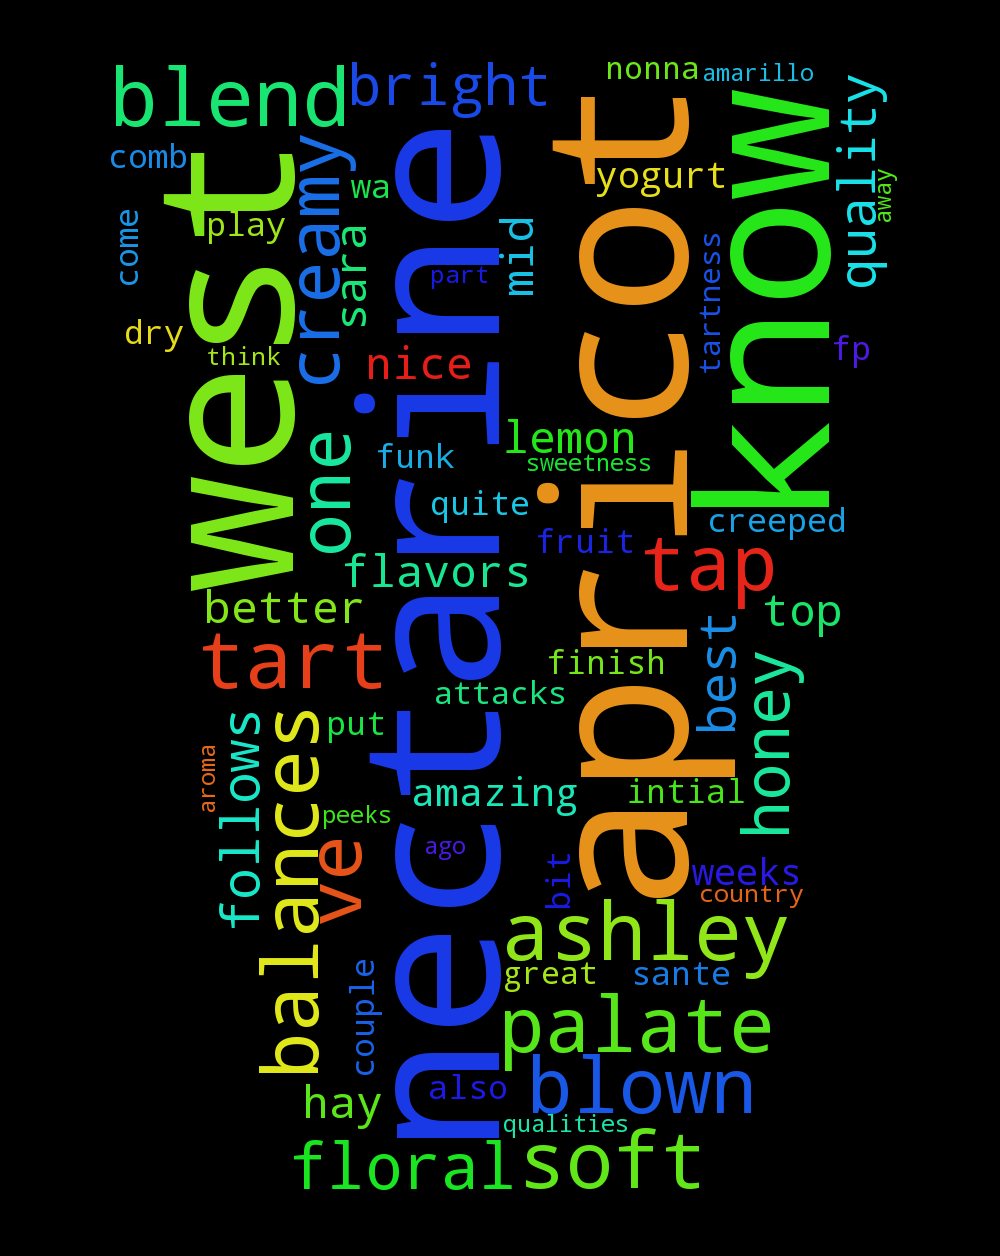 nonna
amarillo
blend
bright
comb
west
creamy
wa
nectarine
apricot
yogurt
know
quality
away
come
play
sara
part
mid
tartness
dry
think
nice
fp
one
funk
lemon
sweetness
quite
creeped
fruit
tap
flavors
better
top
tart
finish
best
attacks
honey
follows
balances
put
aroma
amazing
intial
peeks
ve
ago
bit
weeks
country
ashley
couple
great
sante
palate
hay
also
blown
qualities
floral
soft